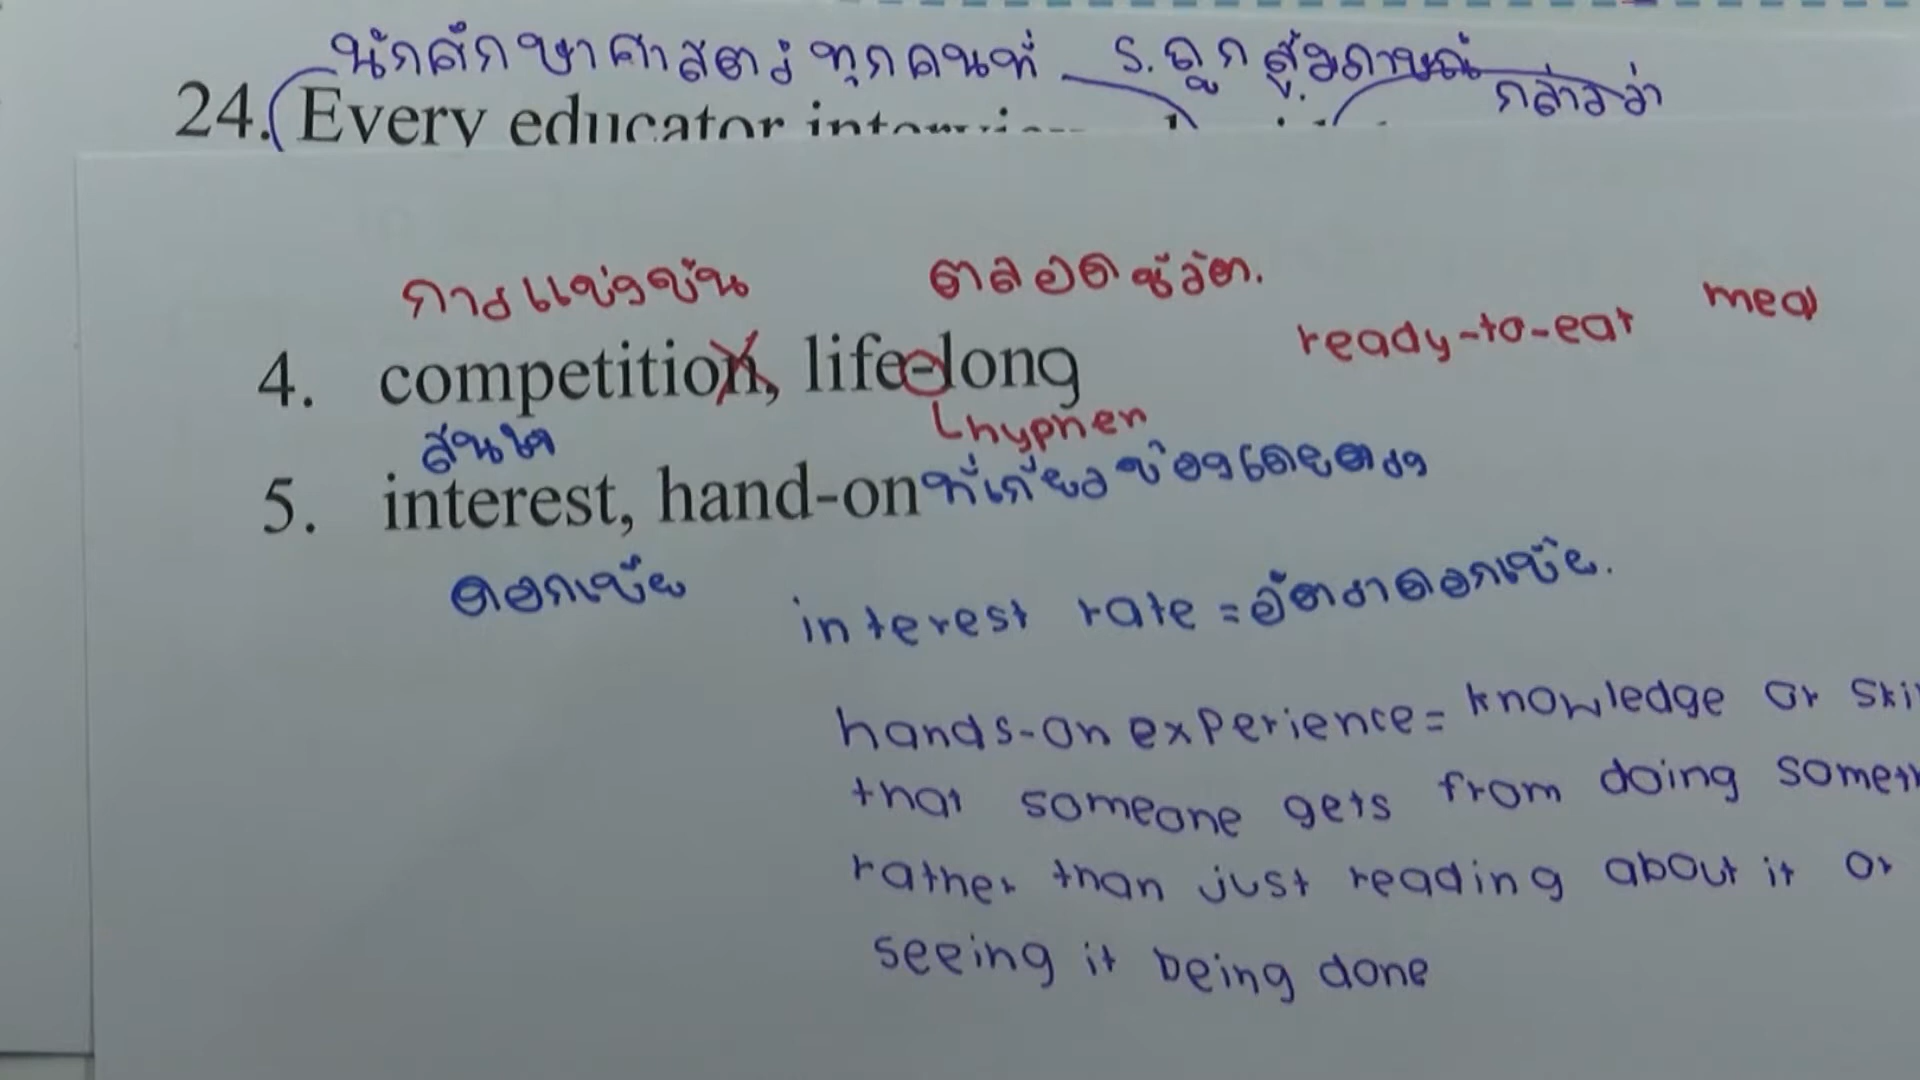 นักศึกษาศาสตร์ทุกคนที่ ร.ถูกสัมภาษณ์ กล่าวว่า
24. Every educator
การแข่งขัน ตลอดชีวิต.
4. competition, life-long ready-to-eat meal
hyphen
สนใจ
5. interest, hand-on ที่เกี่ยวข้องโดยตรง
ดอกเบี้ย
interest rate = อัตราดอกเบี้ย.
hands-on experience = knowledge or ski
that someone gets from doing someth
rather than just reading about it or
seeing it being done